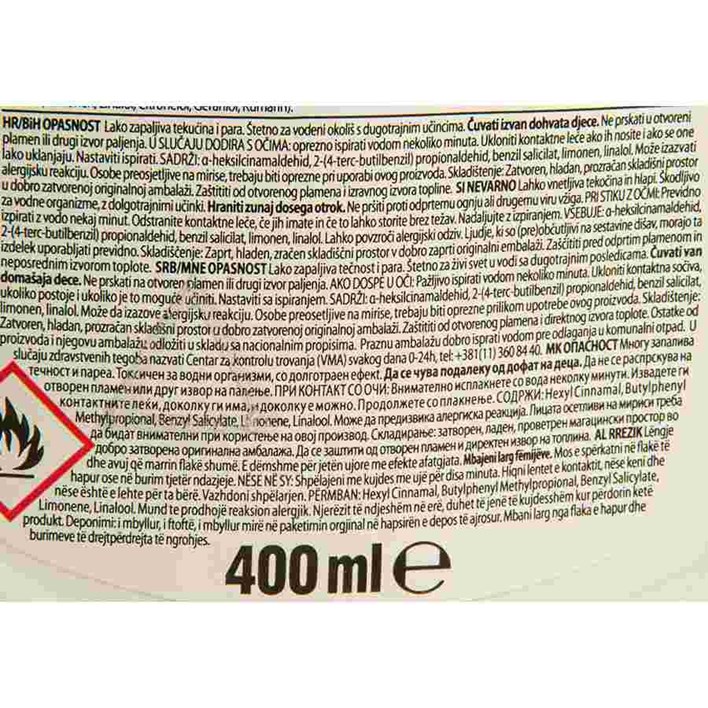 Geraniol, Kumarin).
HR/BiH OPASNOST Lako zapaljiva tekućina i para. Štetno za vodeni okoliš s dugotrajnim učincima. Čuvati izvan dohvata djece. Ne prskati u otvoreni
plamen ili drugi izvor paljenja. U SLUČAJU DODIRA S OČIMA: oprezno ispirati vodom nekoliko minuta. Ukloniti kontaktne leće ako ih nosite i ako se one
lako uklanjaju. Nastaviti ispirati. SADRŽI: α-heksilcinamaldehid, 2-(4-terc-butilbenzil) propionaldehid, benzil salicilat, limonen, linalol. Može izazvati
alergijsku reakciju. Osobe preosjetljive na mirise, trebaju biti oprezne pri uporabi ovog proizvoda. Skladištenje: Zatvoren, hladan, prozračan skladišni prostor
u dobro zatvorenoj originalnoj ambalaži. Zaštititi od otvorenog plamena i izravnog izvora topline. SI NEVARNO Lahko vnetljiva tekočina in hlapi. Škodljivo
za vodne organizme, z dolgotrajnimi učinki. Hraniti zunaj dosega otrok. Ne pršiti proti odprtemu ognju ali drugemu viru vžiga. PRI STIKU Z OČMI: Previdno
izpirati z vodo nekaj minut. Odstranite kontaktne leče, če jih imate in če to lahko storite brez težav. Nadaljujte z izpiranjem. VSEBUJE: α-heksilcinamaldehid,
2-(4-terc-butilbenzil) propionaldehid, benzil salicilat, limonen, linalol. Lahko povzroči alergijski odziv. Ljudje, ki so (pre)občutljivi na sestavine dišav, morajo ta
izdelek uporabljati previdno. Skladiščenje: Zaprt, hladen, zračen skladiščni prostor v dobro zaprti originalni embalaži. Zaščititi pred odprtim plamenom in
neposrednim izvorom toplote. SRB/MNE OPASNOST Lako zapaljiva tečnost i para. Štetno za živi svet u vodi sa dugotrajnim posledicama. Čuvati van
domašaja dece. Ne prskati na otvoren plamen ili drugi izvor paljenja. AKO DOSPE U OČI: Pažljivo ispirati vodom nekoliko minuta. Ukloniti kontaktna sočiva,
ukoliko postoje i ukoliko je to moguće učiniti. Nastaviti sa ispiranjem. SADRŽI: α-heksilcinamaldehid, 2-(4-terc-butilbenzil) propionaldehid, benzil salicilat,
limonen, linalol. Može da izazove alergijsku reakciju. Osobe preosetljive na mirise, trebaju biti oprezne prilikom upotrebe ovog proizvoda. Skladištenje:
Zatvoren, hladan, prozračan skladišni prostor u dobro zatvorenoj originalnoj ambalaži. Zaštititi od otvorenog plamena i direktnog izvora toplote. Ostatke od
proizvoda i njegovu ambalažu odložiti u skladu sa nacionalnim propisima. Praznu ambalažu dobro isprati vodom pre odlaganja u komunalni otpad. U
slučaju zdravstvenih tegoba nazvati Centar za kontrolu trovanja (VMA) svakog dana 0-24h, tel: +381(11) 360 84 40. МК ОПАСНОСТ Многу запалива
течност и пареа. Токсичен за водни организми, со долготраен ефект. Да се чува подалеку од дофат на деца. Да не се распрскува на
отворен пламен или друг извор на палење. ПРИ КОНТАКТ СО ОЧИ: Внимателно исплакнете со вода неколку минути. Извадете ги
контактните леќи, доколку ги има, и доколку е можно. Продолжете со плакнење. СОДРЖИ: Hexyl Cinnamal, Butylphenyl
Methylpropional, Benzyl Salicylate, Limonene, Linalool. Може да предизвика алергиска реакција. Лицата осетливи на мириси треба
да бидат внимателни при користење на овој производ. Складирање: затворен, ладен, проветрен магацински простор во
добро затворена оригинална амбалажа. Да се заштити од отворен пламен и директен извор на топлина. AL RREZIK Lëngje
dhe avuj që marrin flakë shumë. E dëmshme për jetën ujore me efekte afatgjata. Mbajeni larg fëmijëve. Mos e spërkatni në flakë të
hapur ose në burim tjetër ndazjeje. NËSE NË SY: Shpëlajeni me kujdes me ujë për disa minuta. Hiqni lentet e kontaktit, nëse keni dhe
nëse është e lehte për ta bërë. Vazhdoni shpëlarjen. PËRMBAN: Hexyl Cinnamal, Butylphenyl Methylpropional, Benzyl Salicylate,
Limonene, Linalool. Mund te prodhojë reaksion alergjik. Njerëzit të ndjeshëm në erë, duhet të jenë të kujdesshëm kur përdorin ketë
produkt. Deponimi: i mbyllur, i ftoftë, i mbyllur mirë në paketimin orgjinal në hapsirën e depos të ajrosur. Mbani larg nga flaka e hapur dhe
burimeve të drejtpërdrejta të ngrohjes.
400 ml e